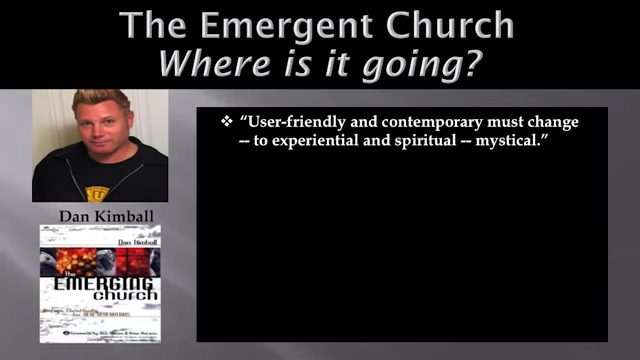 The Emergent Church
Where is it going?
❖ “User-friendly and contemporary must change
-- to experiential and spiritual -- mystical.”
Dan Kimball
Dan Kimball
The
EMERGING
church